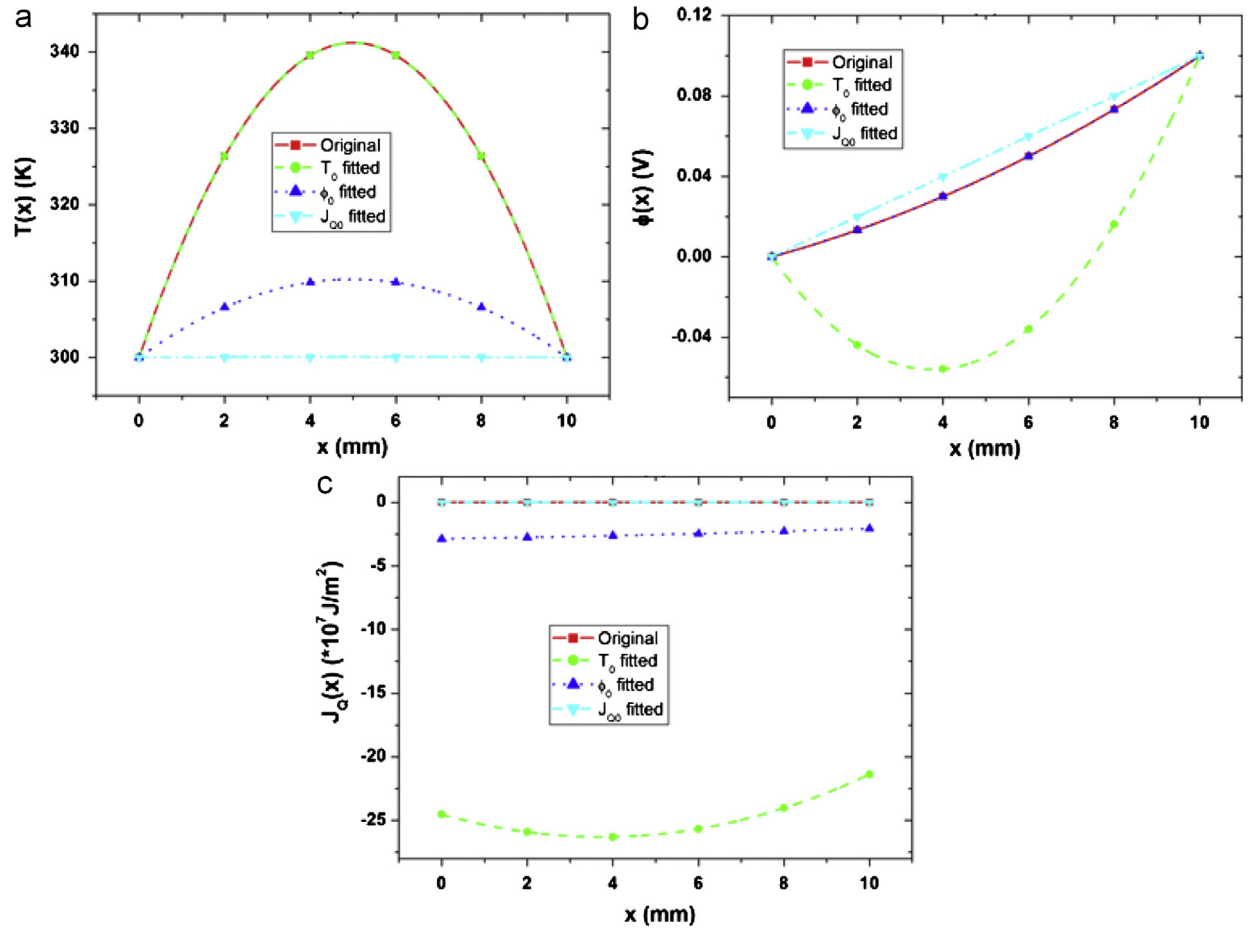 a
T(x) (K)
340
330
320
310
300
Original
T0 fitted
ϕ0 fitted
JQ0 fitted
0 2 4 6 8 10
x (mm)
b
ϕ(x) (V)
0.12
0.08
0.04
0.00
-0.04
Original
T0 fitted
ϕ0 fitted
JQ0 fitted
0 2 4 6 8 10
x (mm)
c
JQ(x) (*10^7J/m^2)
0
-5
-10
-15
-20
-25
Original
T0 fitted
ϕ0 fitted
JQ0 fitted
0 2 4 6 8 10
x (mm)